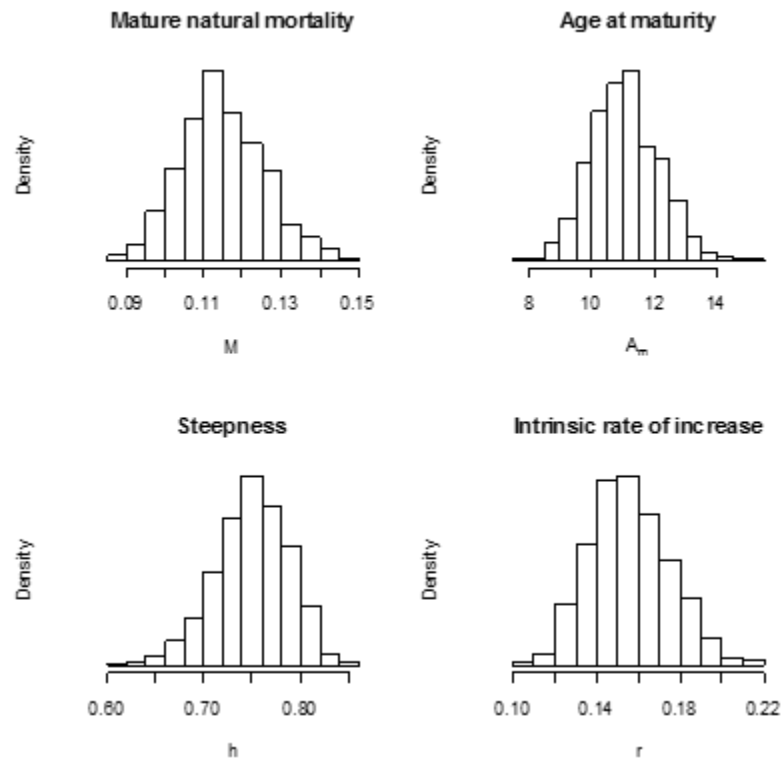 Mature natural mortality
Density
0.09 0.11 0.13 0.15
M
Age at maturity
Density
8 10 12 14
Am
Steepness
Density
0.60 0.70 0.80
h
Intrinsic rate of increase
Density
0.10 0.14 0.18 0.22
r